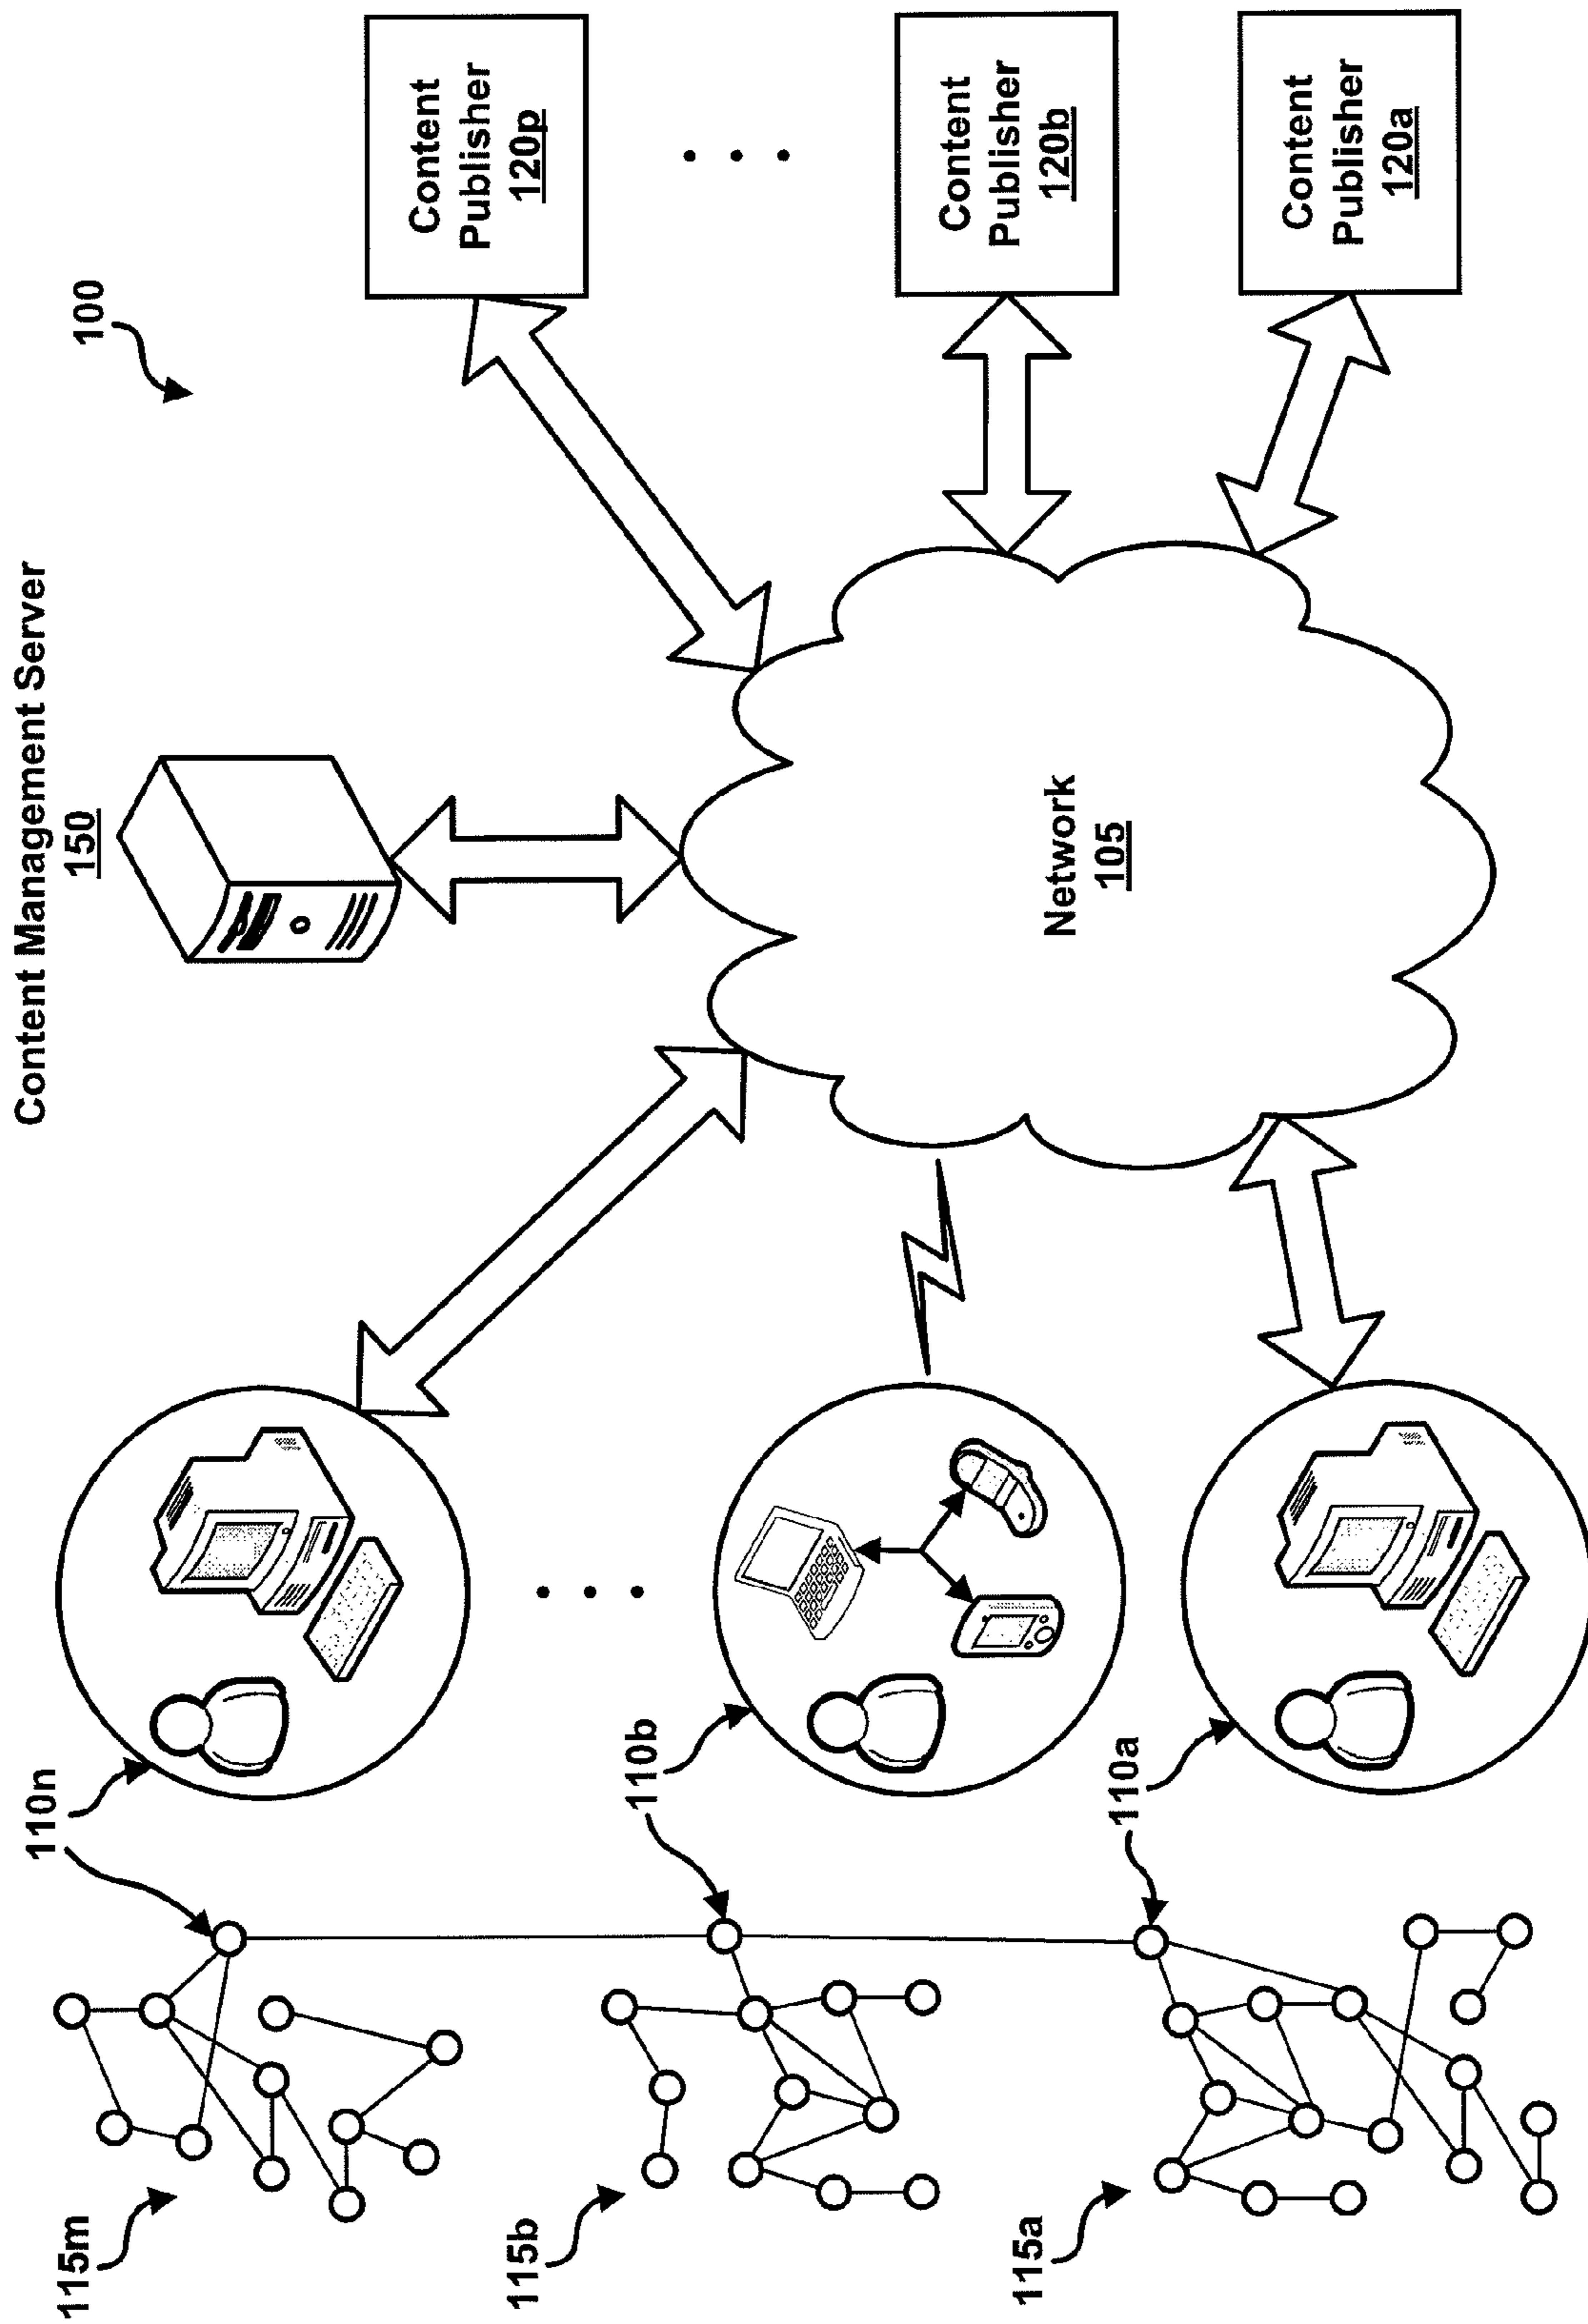 Content Management Server
150
100
Content
Publisher
120p
Content
Publisher
120b
Content
Publisher
120a
Network
105
110n
110b
110a
115m
115b
115a